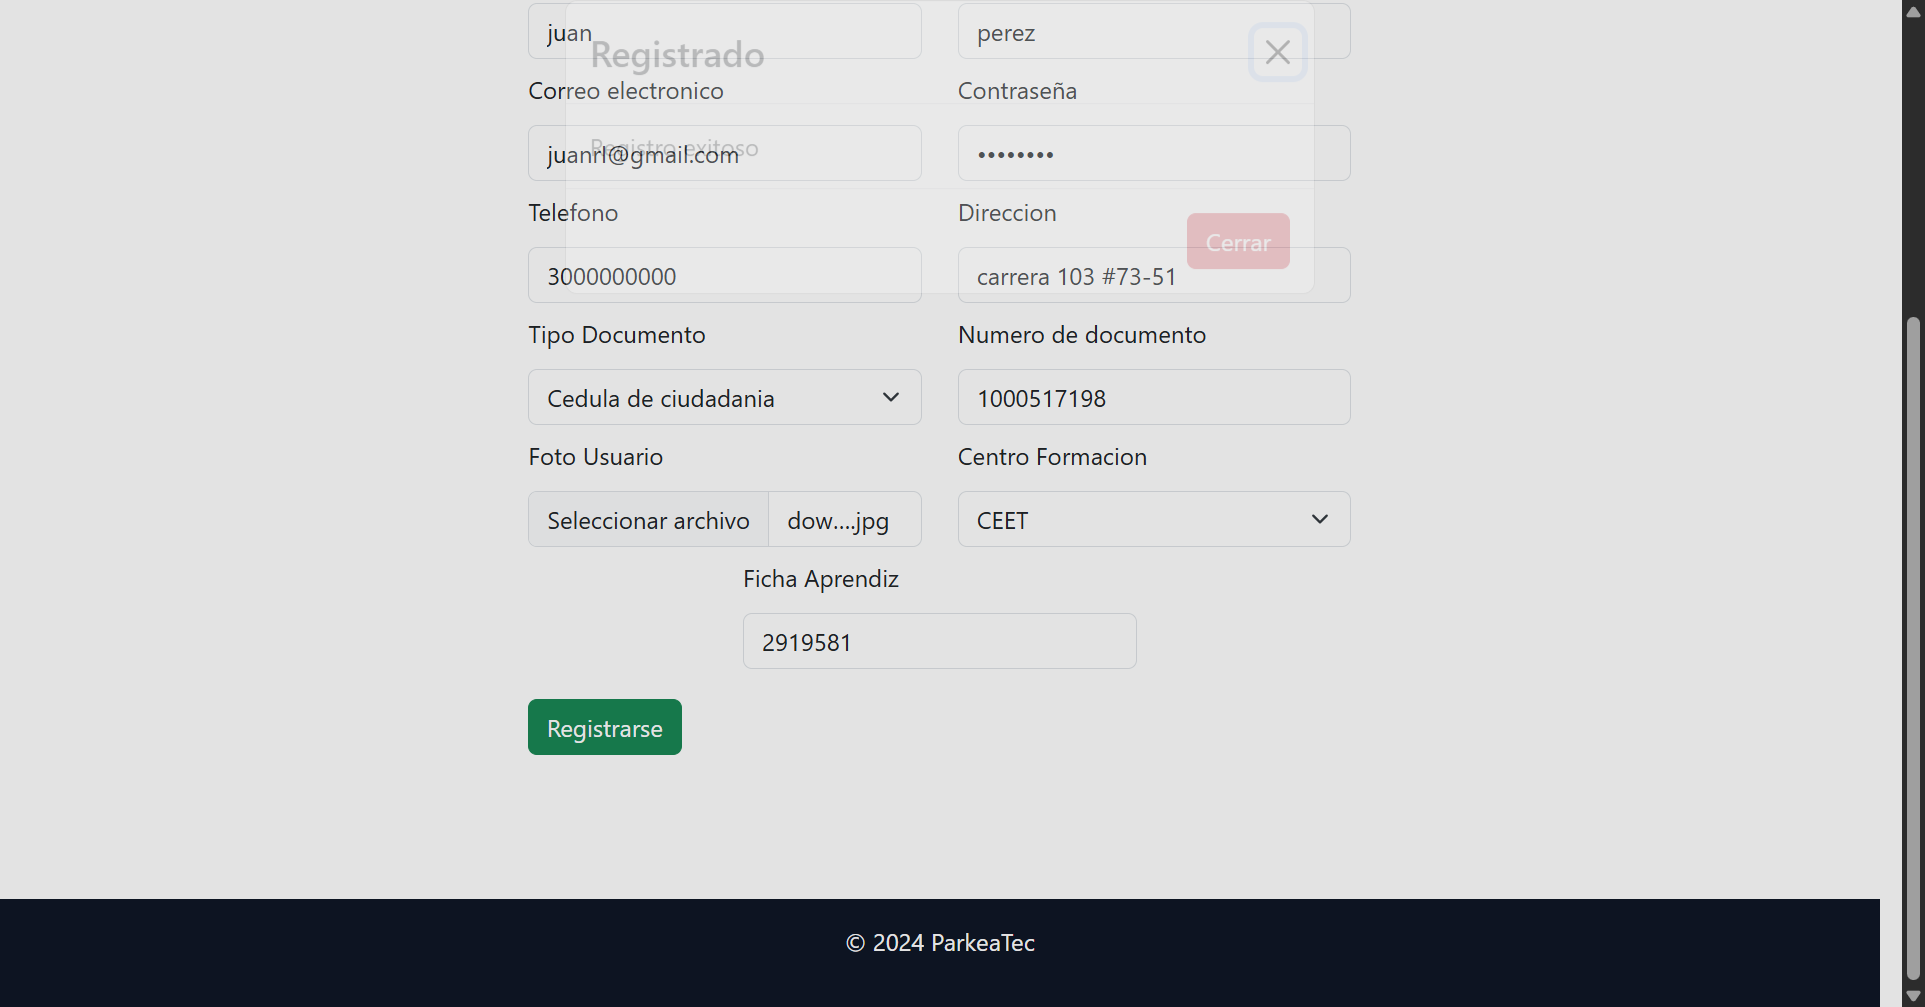 juan
perez
Registrado
Correo electronico
Contraseña
Registro exitoso
juanrl@gmail.com
••••••••
Telefono
Direccion
Cerrar
3000000000
carrera 103 #73-51
Tipo Documento
Numero de documento
Cedula de ciudadania
1000517198
Foto Usuario
Centro Formacion
Seleccionar archivo
dow....jpg
CEET
Ficha Aprendiz
2919581
Registrarse
© 2024 ParkeaTec